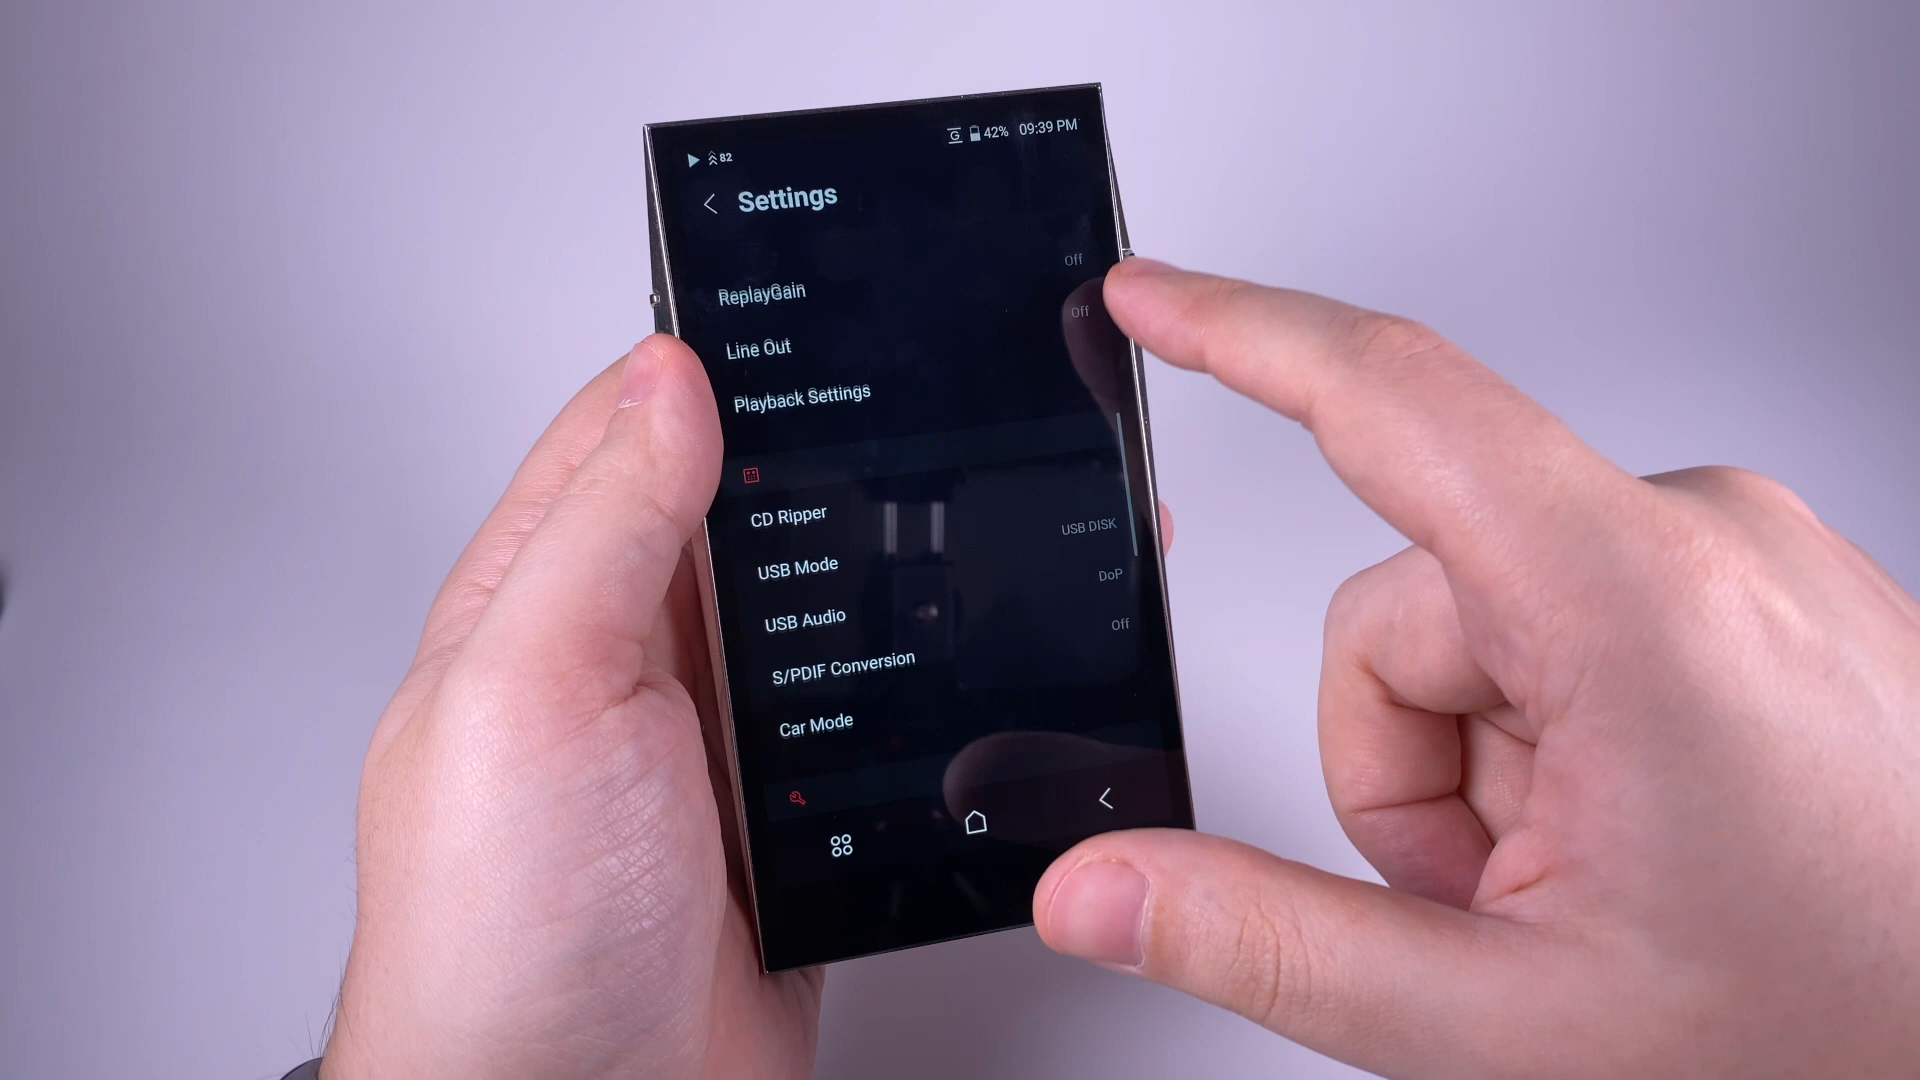 82
G 42% 09:39 PM
Settings
Off
ReplayGain
Off
Line Out
Playback Settings
CD Ripper
USB DISK
USB Mode
DoP
USB Audio
Off
S/PDIF Conversion
Car Mode